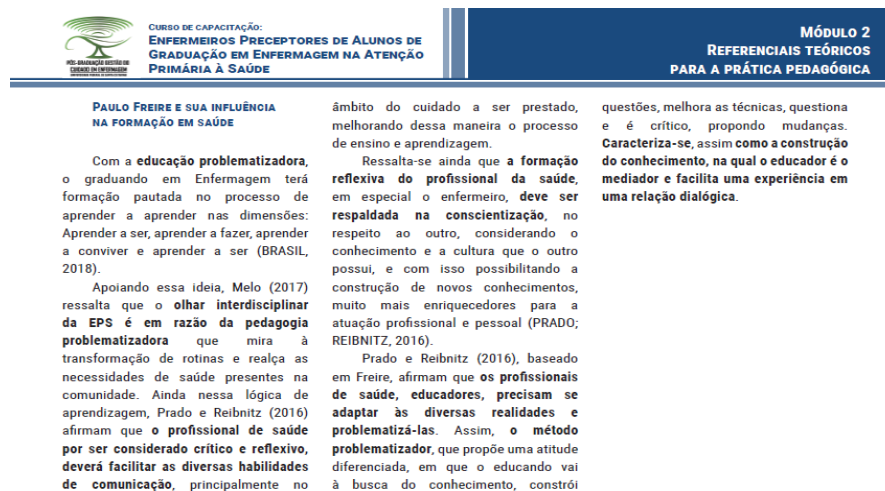 CURSO DE CAPACITAÇÃO:
ENFERMEIROS PRECEPTORES DE ALUNOS DE
GRADUAÇÃO EM ENFERMAGEM NA ATENÇÃO
PRIMÁRIA À SAÚDE
PÓS-GRADUAÇÃO GESTÃO DO
CUIDADO EM ENFERMAGEM
MÓDULO 2
REFERENCIAIS TEÓRICOS
PARA A PRÁTICA PEDAGÓGICA
PAULO FREIRE E SUA INFLUÊNCIA
NA FORMAÇÃO EM SAÚDE
Com a educação problematizadora,
o graduando em Enfermagem terá
formação pautada no processo de
aprender a aprender nas dimensões:
Aprender a ser, aprender a fazer, aprender
a conviver e aprender a ser (BRASIL,
2018).
Apoiando essa ideia, Melo (2017)
ressalta que o olhar interdisciplinar
da EPS é em razão da pedagogia
problematizadora que mira à
transformação de rotinas e realça as
necessidades de saúde presentes na
comunidade. Ainda nessa lógica de
aprendizagem, Prado e Reibnitz (2016)
afirmam que o profissional de saúde
por ser considerado crítico e reflexivo,
deverá facilitar as diversas habilidades
de comunicação, principalmente no
âmbito do cuidado a ser prestado,
melhorando dessa maneira o processo
de ensino e aprendizagem.
Ressalta-se ainda que a formação
reflexiva do profissional da saúde,
em especial o enfermeiro, deve ser
respaldada na conscientização, no
respeito ao outro, considerando o
conhecimento e a cultura que o outro
possui, e com isso possibilitando a
construção de novos conhecimentos,
muito mais enriquecedores para a
atuação profissional e pessoal (PRADO;
REIBNITZ, 2016).
Prado e Reibnitz (2016), baseado
em Freire, afirmam que os profissionais
de saúde, educadores, precisam se
adaptar às diversas realidades e
problematizá-las. Assim, o método
problematizador, que propõe uma atitude
diferenciada, em que o educando vai
à busca do conhecimento, constrói
questões, melhora as técnicas, questiona
e é crítico, propondo mudanças.
Caracteriza-se, assim como a construção
do conhecimento, na qual o educador é o
mediador e facilita uma experiência em
uma relação dialógica.